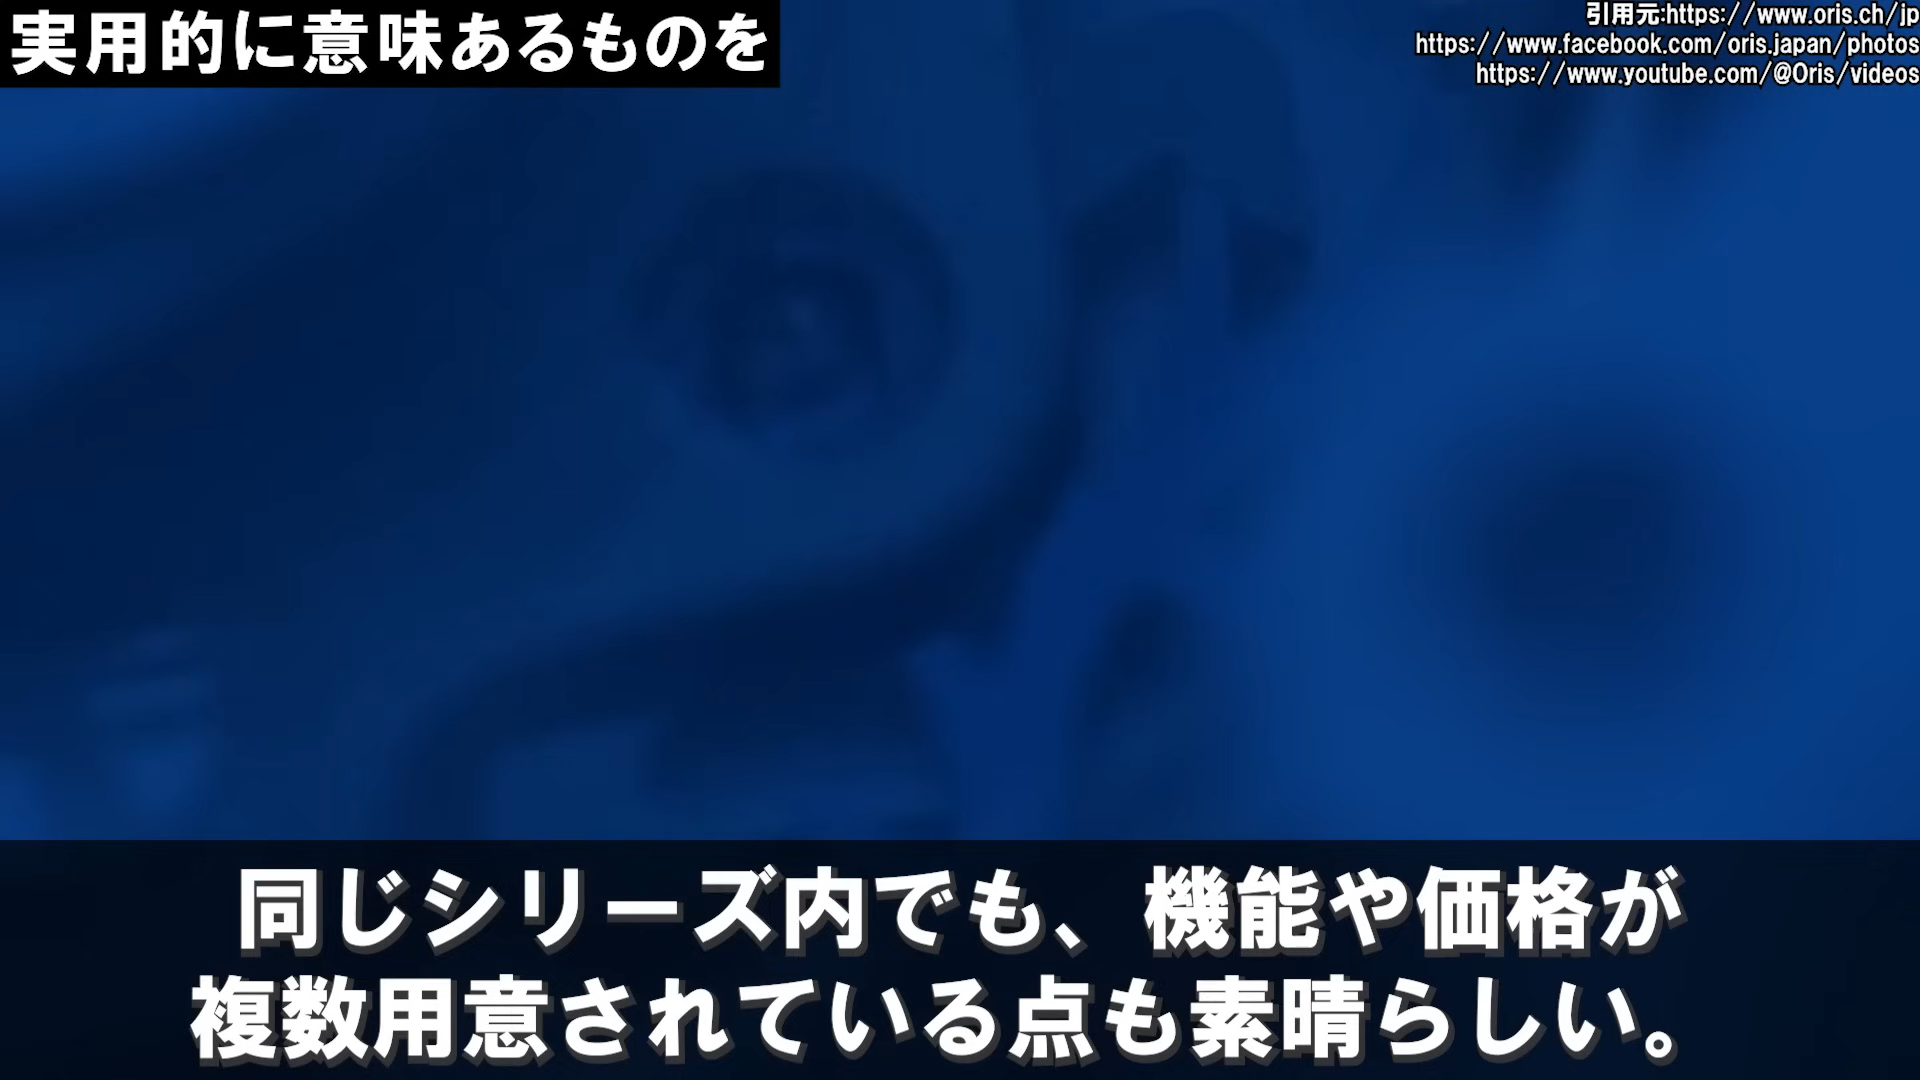 実用的に意味あるものを
引用元:https://www.oris.ch/jp
https://www.facebook.com/oris.japan/photos
https://www.youtube.com/@Oris/videos
同じシリーズ内でも、機能や価格が
複数用意されている点も素晴らしい。